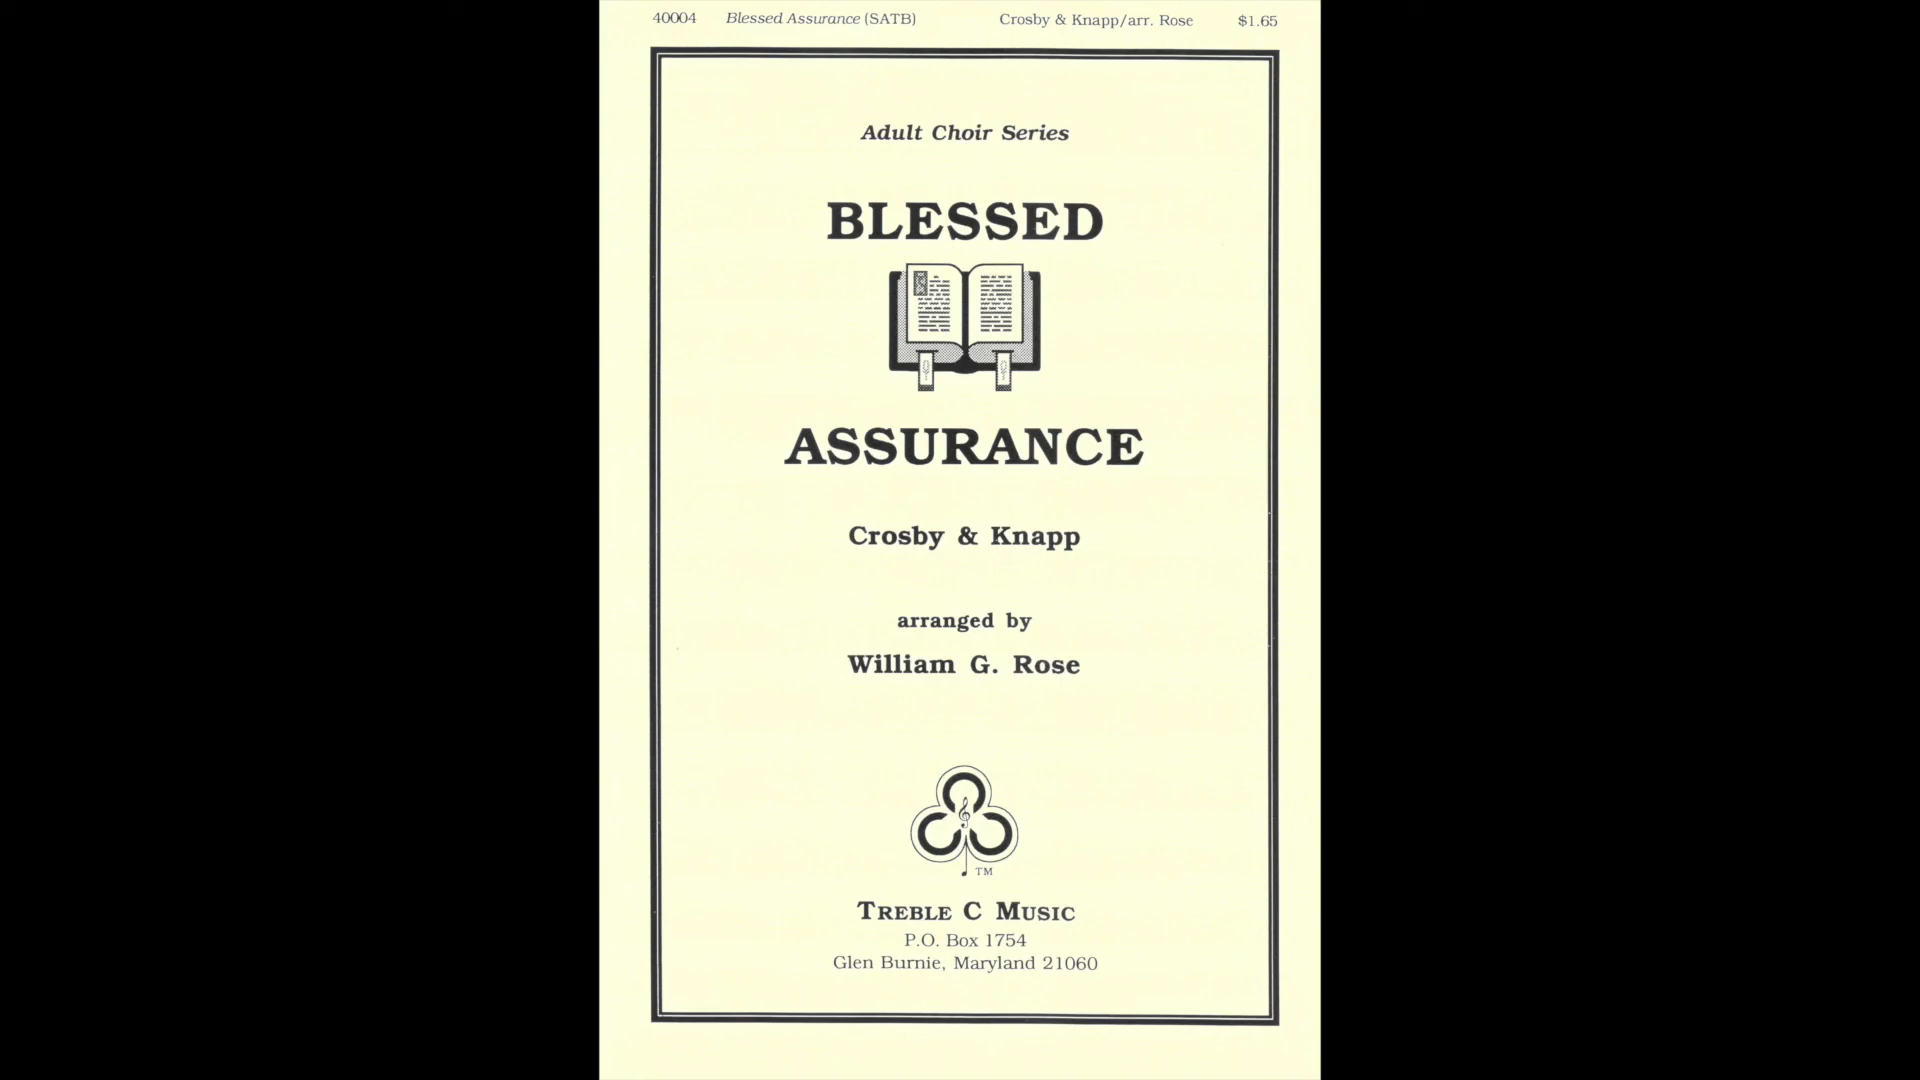 40004 Blessed Assurance (SATB) Crosby & Knapp/arr. Rose $1.65
Adult Choir Series
BLESSED
ASSURANCE
Crosby & Knapp
arranged by
William G. Rose
TM
TREBLE C MUSIC
P.O. Box 1754
Glen Burnie, Maryland 21060